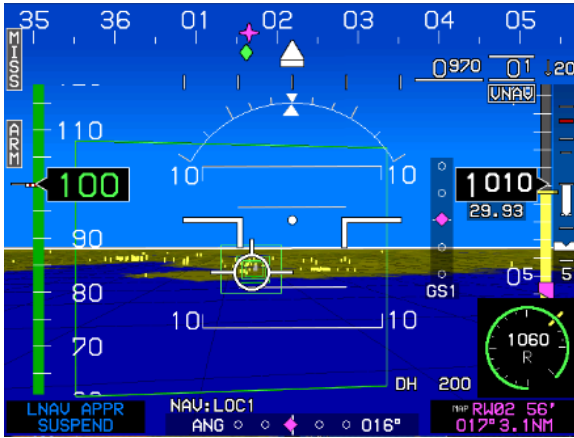 35 36 01 02 03 04 05
MISS
0970 01 ↓20
VNAV
ARM
110
10 10
100
1010
29.93
90
80
05 5
GS1
70
10 10
1060
R
60
DH 200
LNAV APPR
SUSPEND
NAV:LOC1
ANG 016°
MAP RW02 56'
017° 3.1NM